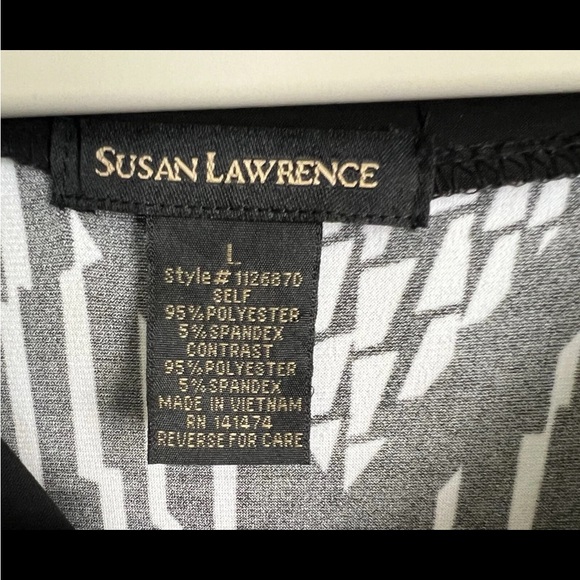 SUSAN LAWRENCE
L
Style# 1126870
SELF
95% POLYESTER
5% SPANDEX
CONTRAST
95% POLYESTER
5% SPANDEX
MADE IN VIETNAM
RN 141474
REVERSE FOR CARE